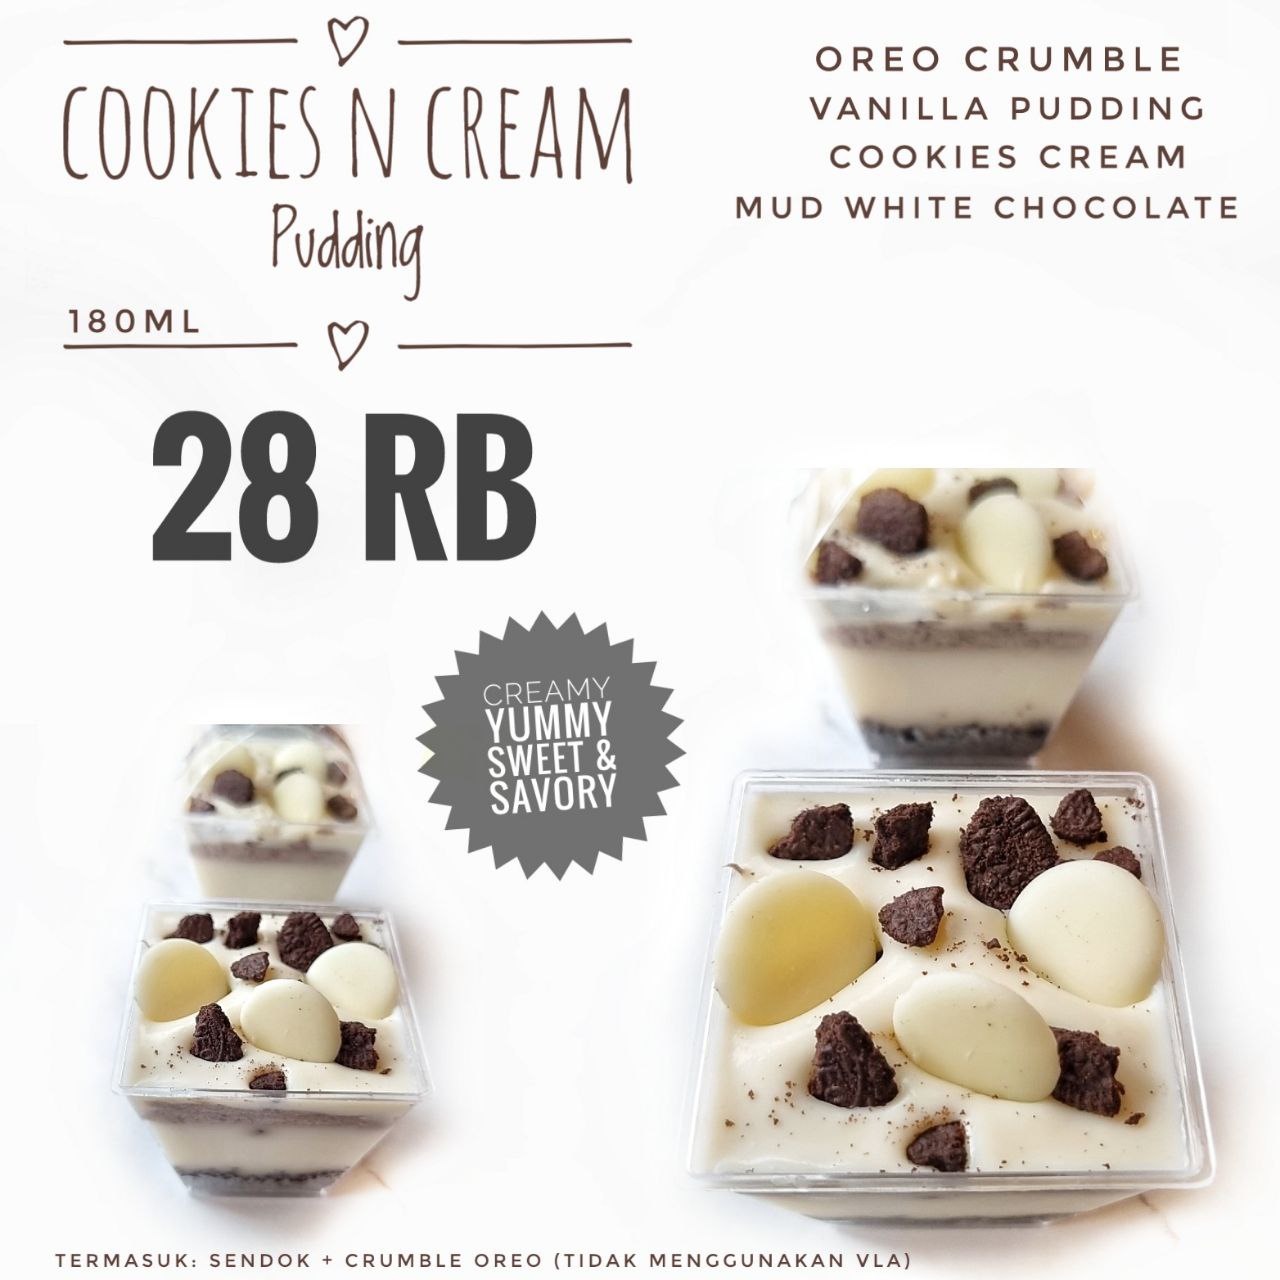 COOKIES N CREAM
Pudding
180ML
28 RB
OREO CRUMBLE
VANILLA PUDDING
COOKIES CREAM
MUD WHITE CHOCOLATE
CREAMY
YUMMY
SWEET &
SAVORY
TERMASUK: SENDOK + CRUMBLE OREO (TIDAK MENGGUNAKAN VLA)